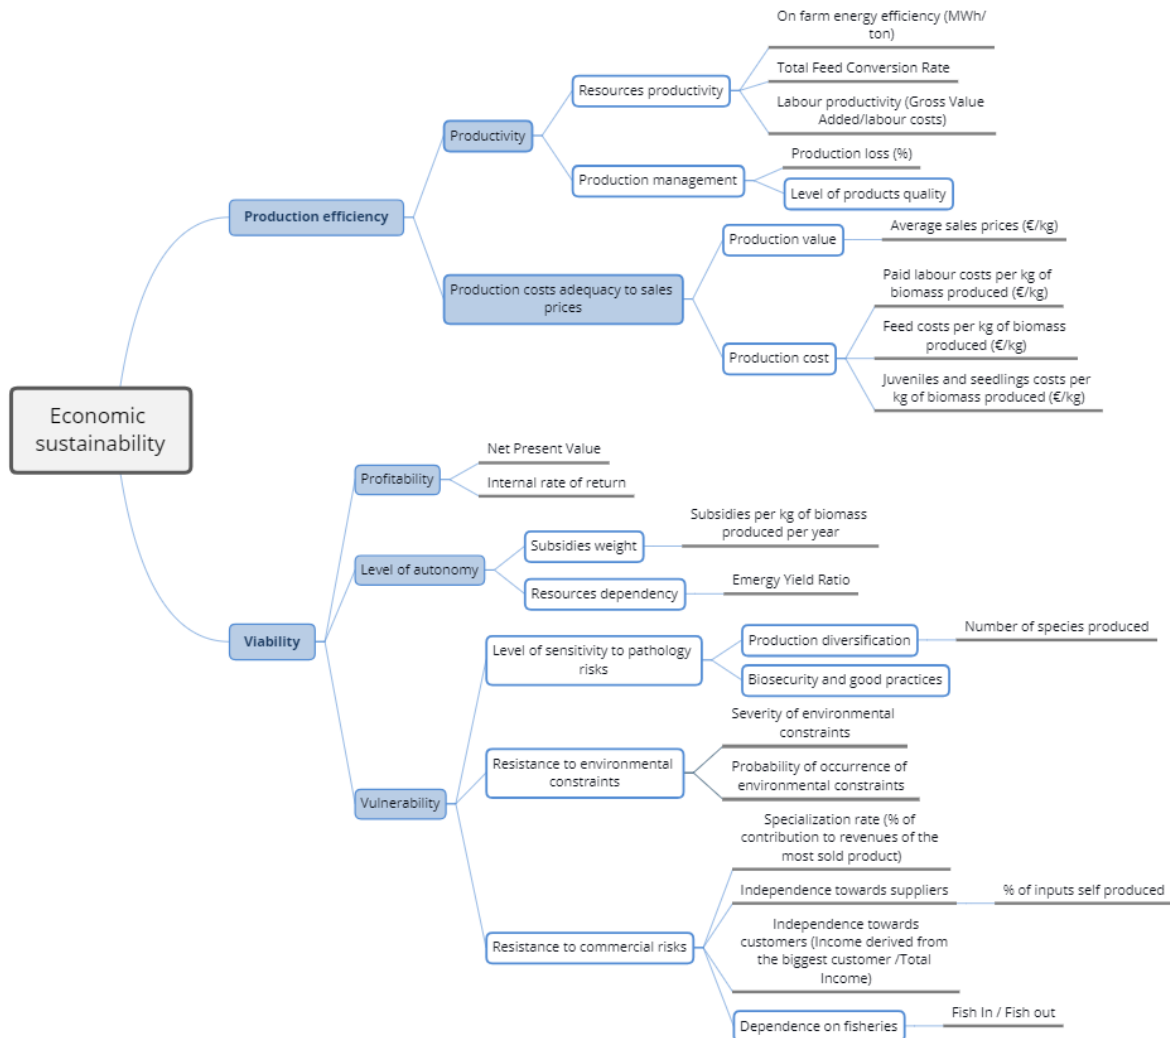 On farm energy efficiency (MWh/
ton)
Total Feed Conversion Rate
Labour productivity (Gross Value
Added/labour costs)
Resources productivity
Productivity
Production loss (%)
Production management
Level of products quality
Production efficiency
Average sales prices (€/kg)
Production value
Production costs adequacy to sales
prices
Paid labour costs per kg of
biomass produced (€/kg)
Feed costs per kg of biomass
produced (€/kg)
Production cost
Juveniles and seedlings costs per
kg of biomass produced (€/kg)
Economic
sustainability
Net Present Value
Profitability
Internal rate of return
Subsidies per kg of biomass
produced per year
Subsidies weight
Level of autonomy
Resources dependency
Emergy Yield Ratio
Viability
Level of sensitivity to pathology
risks
Production diversification
Number of species produced
Biosecurity and good practices
Severity of environmental
constraints
Resistance to environmental
constraints
Probability of occurrence of
environmental constraints
Vulnerability
Specialization rate (% of
contribution to revenues of the
most sold product)
Independence towards suppliers
% of inputs self produced
Resistance to commercial risks
Independence towards
customers (Income derived from
the biggest customer /Total
Income)
Dependence on fisheries
Fish In / Fish out